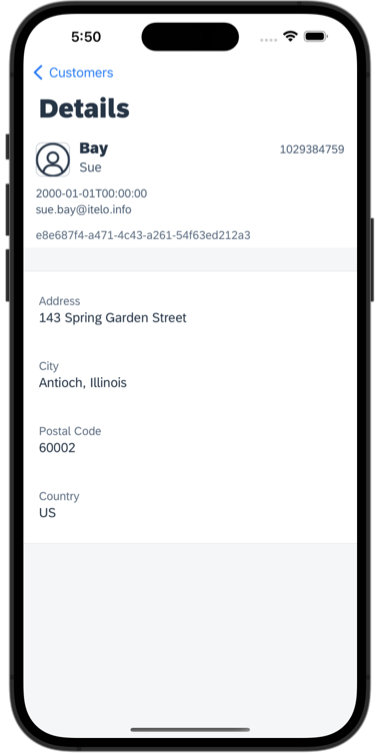 5:50
Customers
Details
Bay
1029384759
Sue
2000-01-01T00:00:00
sue.bay@itelo.info
e8e687f4-a471-4c43-a261-54f63ed212a3
Address
143 Spring Garden Street
City
Antioch, Illinois
Postal Code
60002
Country
US